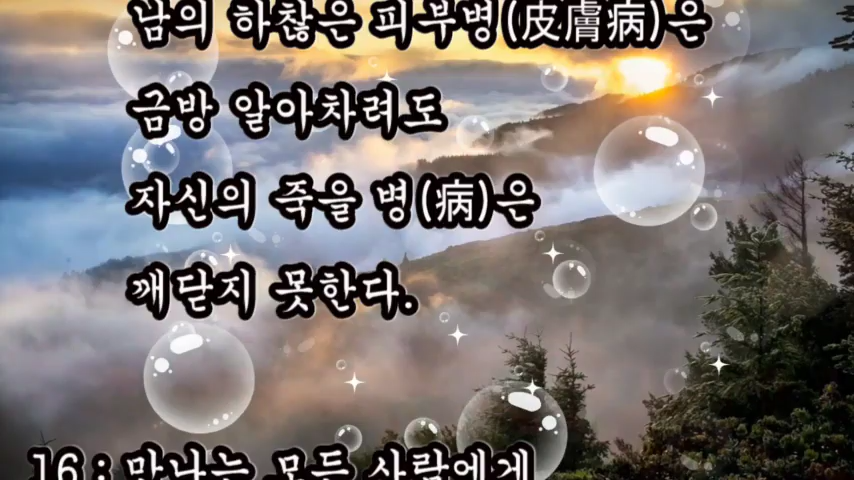 남의 하찮은 피부병(皮膚病)은
금방 알아차려도
자신의 죽을 병(病)은
깨닫지 못한다.
16 : 만나는 모든 사람에게